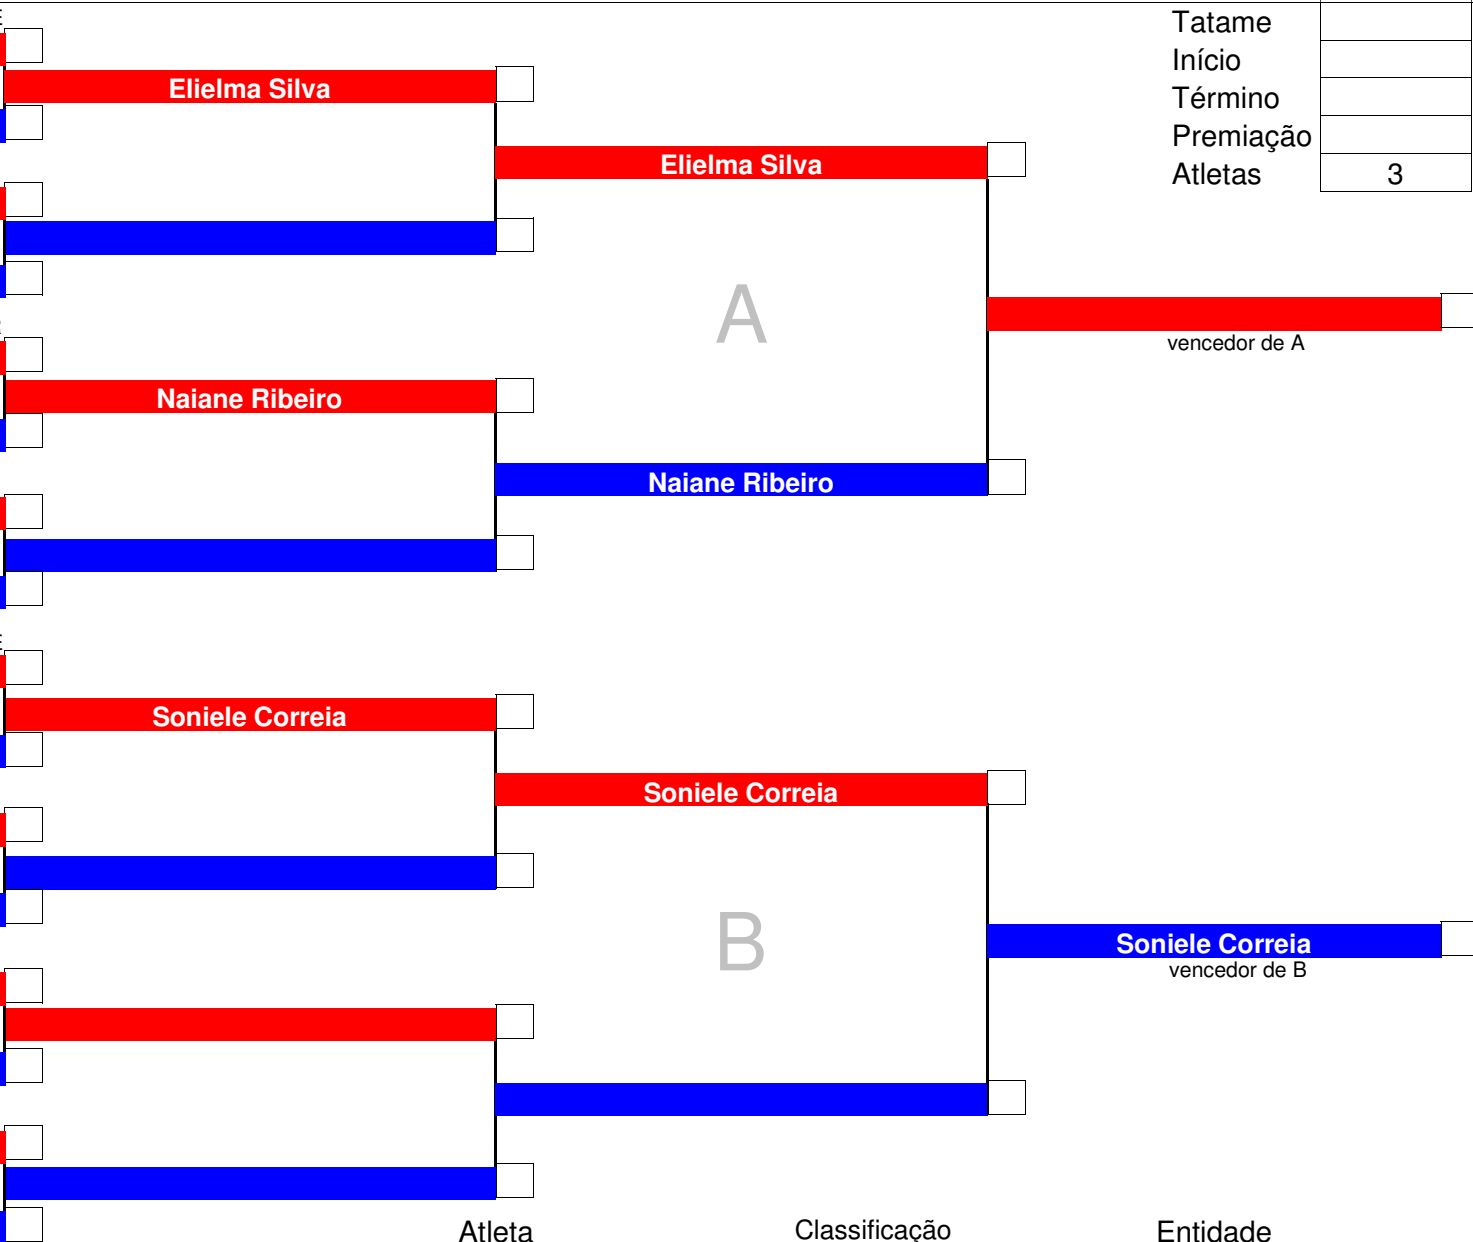 Tatame
Início
Término
Premiação
Atletas 3
Elielma Silva
Elielma Silva
A
vencedor de A
Naiane Ribeiro
Naiane Ribeiro
Soniele Correia
Soniele Correia
B
Soniele Correia
vencedor de B
Atleta Classificação Entidade